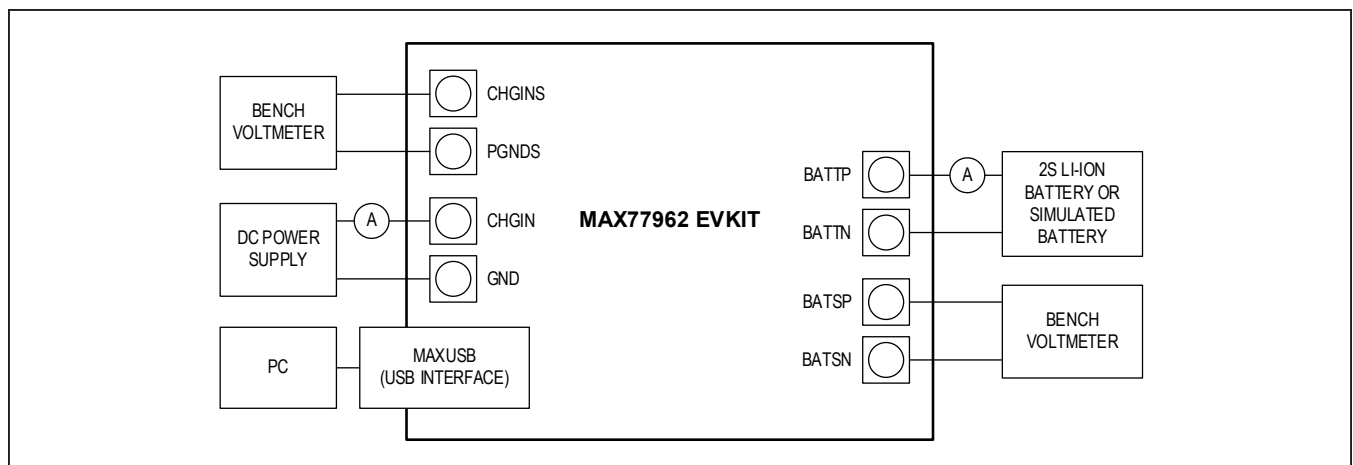 BENCH
VOLTMETER
CHGINS
PGNDS
DC POWER
SUPPLY
A
CHGIN
GND
PC
MAXUSB
(USB INTERFACE)
MAX77962 EVKIT
BATTP
A
BATTN
2S LI-ION
BATTERY OR
SIMULATED
BATTERY
BATSP
BATSN
BENCH
VOLTMETER